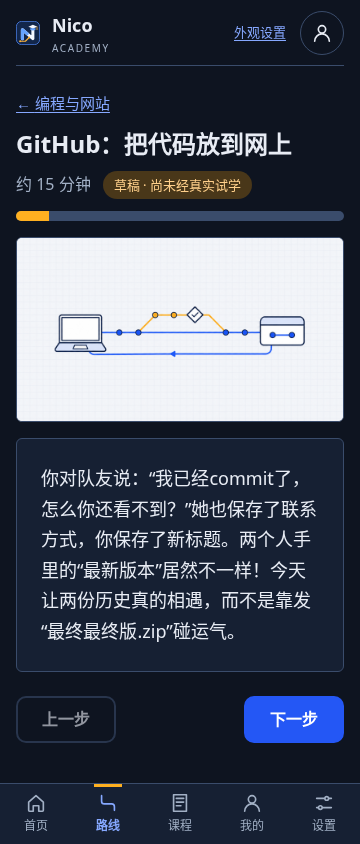 Nico
ACADEMY
外观设置
← 编程与网站
GitHub：把代码放到网上
约 15 分钟
草稿 · 尚未经真实试学
你对队友说：“我已经commit了，
怎么你还看不到？”她也保存了联系
方式，你保存了新标题。两个人手
里的“最新版本”居然不一样！今天
让两份历史真的相遇，而不是靠发
“最终最终版.zip”碰运气。
上一步
下一步
首页
路线
课程
我的
设置